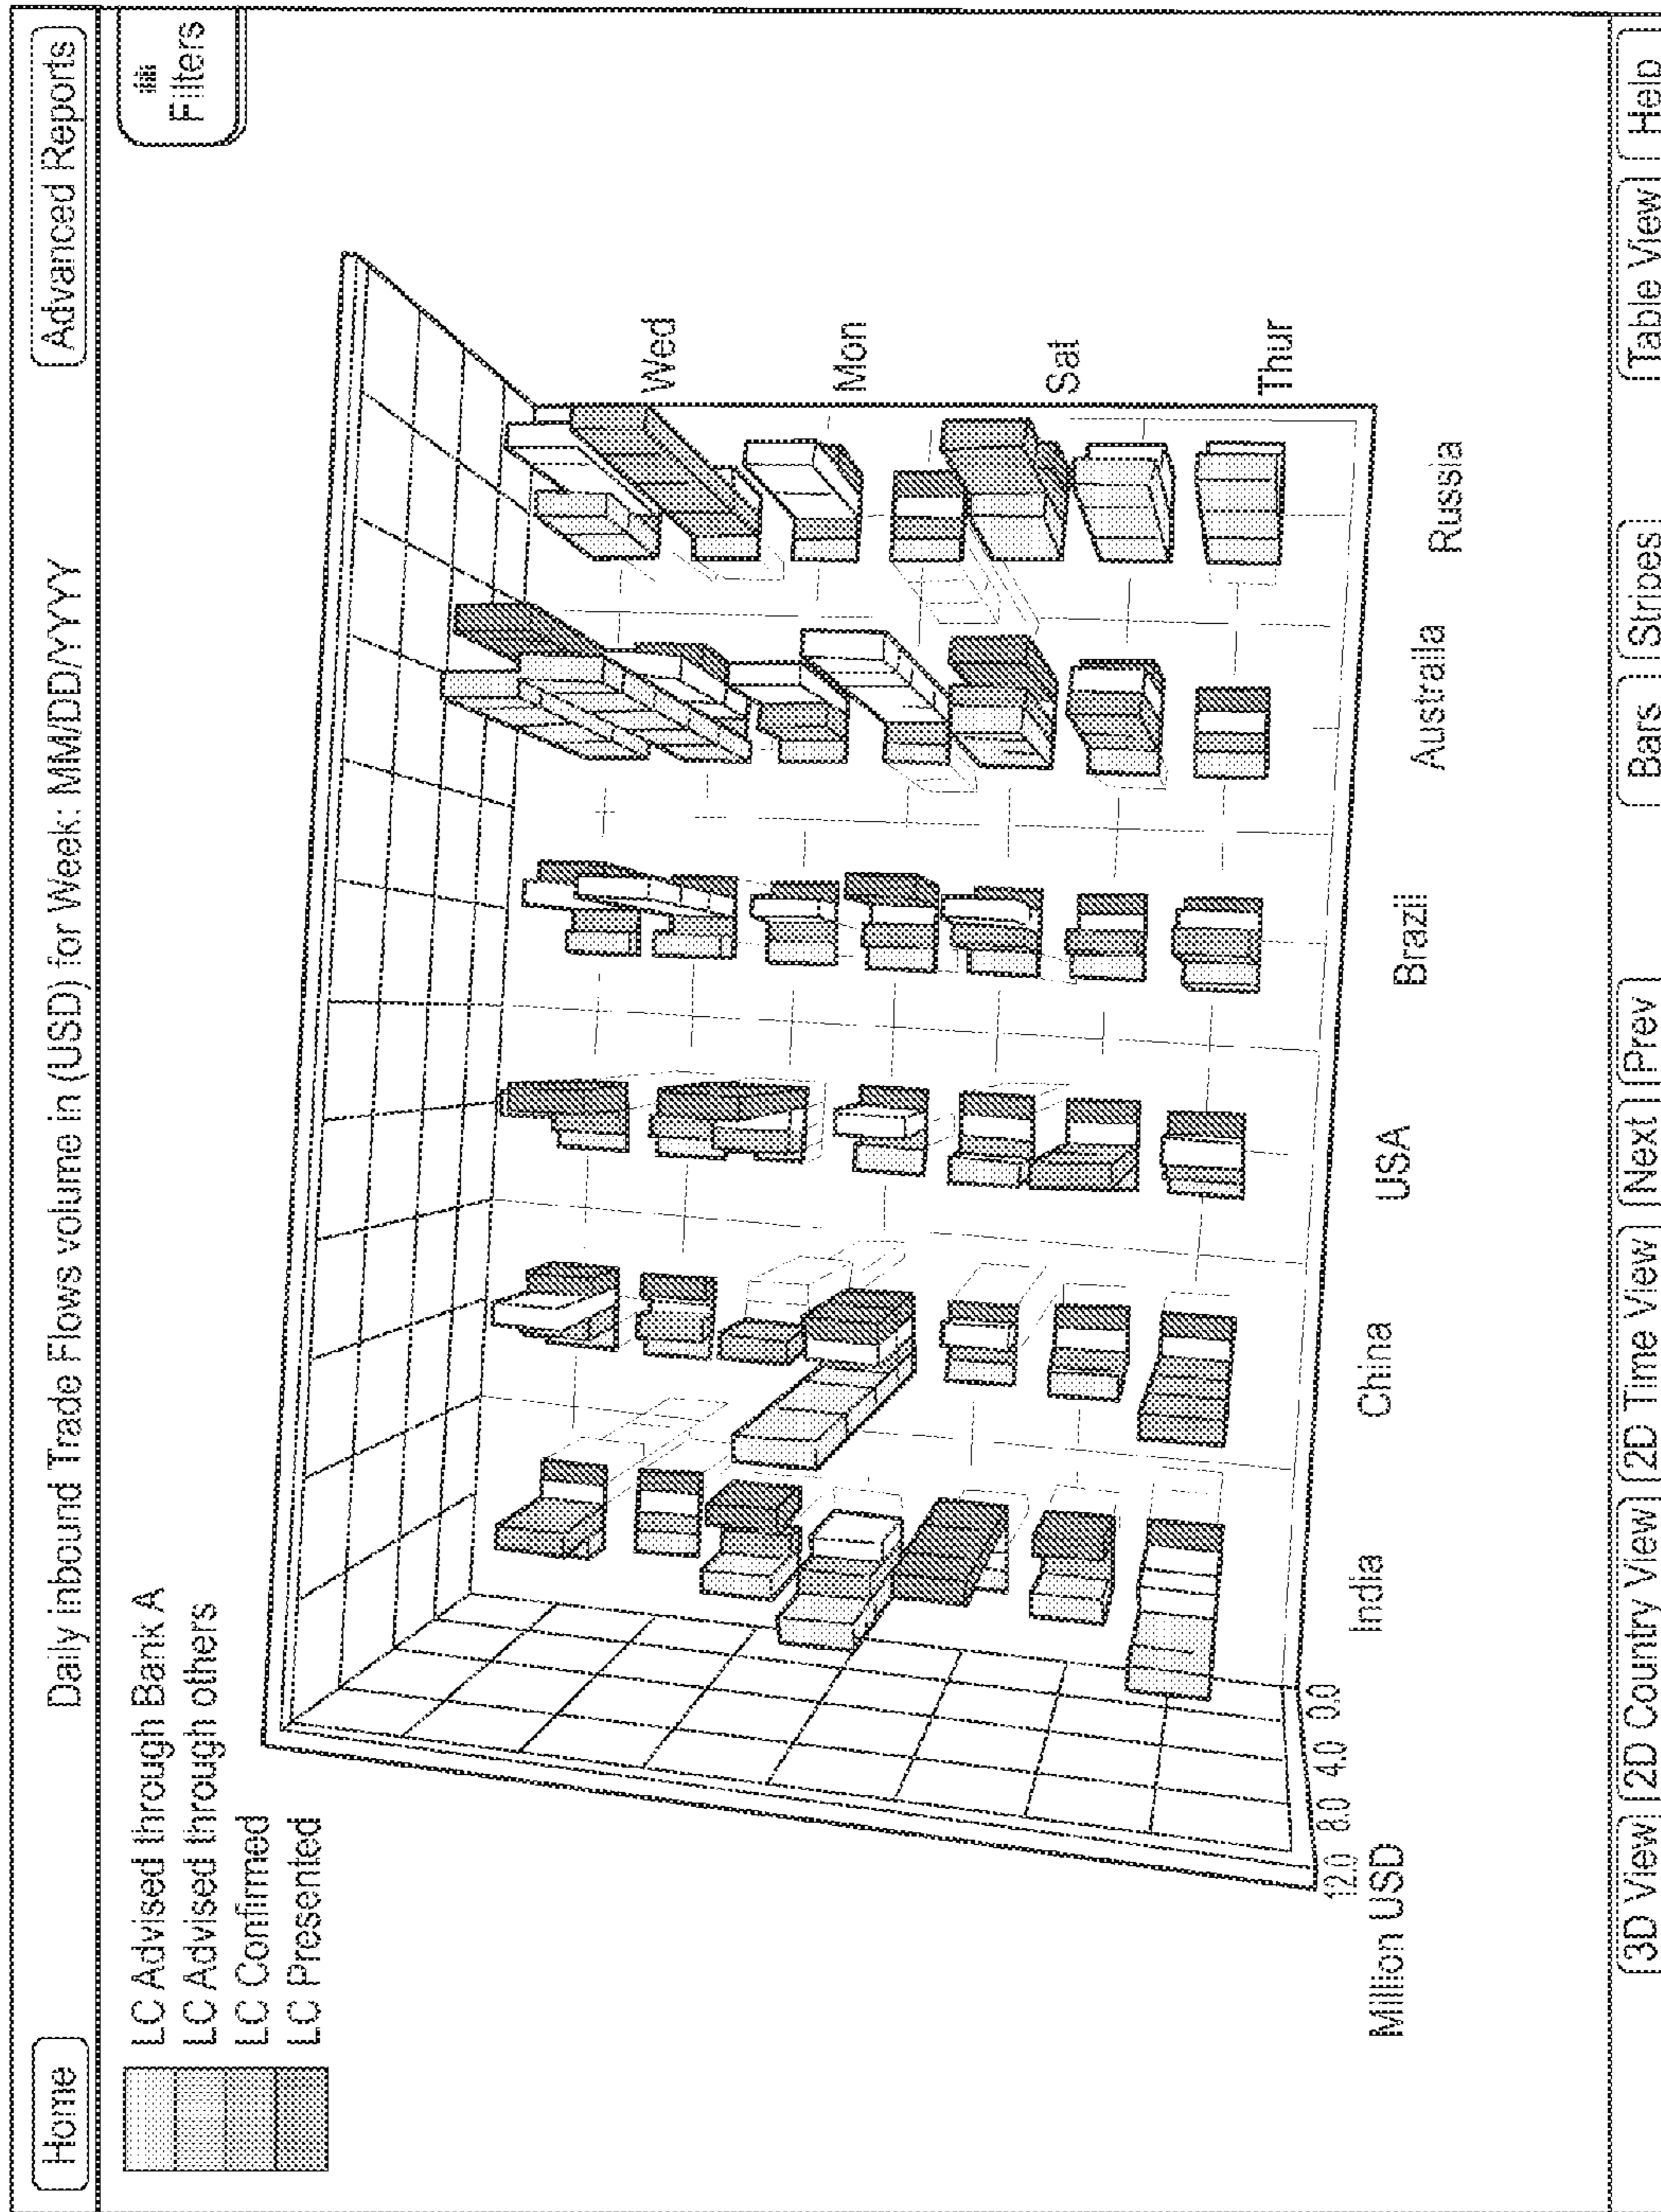 Home
Daily inbound Trade Flows volume in (USD) for Week: MM/DD/YYYY
Advanced Reports
LC Advised through Bank A
LC Advised through others
LC Confirmed
LC Presented
Filters
Wed
Mon
Sat
Thur
12.0 8.0 4.0 0.0
Million USD
India
China
USA
Brazil
Australia
Russia
3D View 2D Country View 2D Time View Next Prev Bars Stripes Table View Help